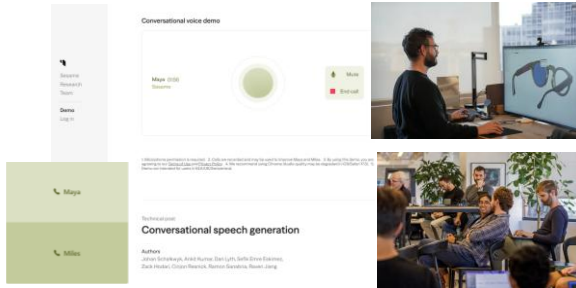 Conversational voice demo
Sesame
Research
Team
Demo
Log in
Maya
Sesame
Mute
End call
Maya
Miles
Technical post
Conversational speech generation
Authors
Johan Schalkwyk, Ankit Kumar, Dan Lyth, Sefik Emre Eskimez,
Zack Hodari, Cinjon Resnick, Ramon Sanabria, Raven Jiang